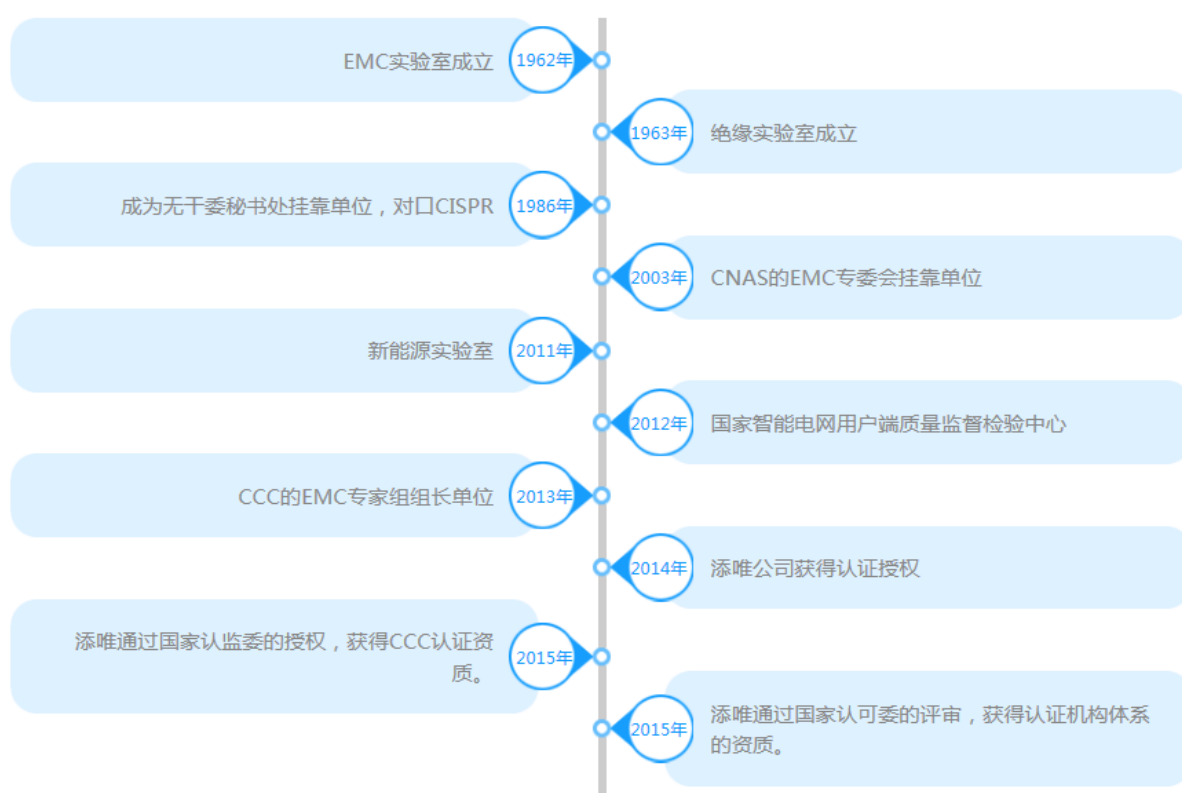 EMC实验室成立
1962年
1963年
绝缘实验室成立
成为无干委秘书处挂靠单位，对口CISPR
1986年
2003年
CNAS的EMC专委会挂靠单位
新能源实验室
2011年
2012年
国家智能电网用户端质量监督检验中心
CCC的EMC专家组组长单位
2013年
2014年
添唯公司获得认证授权
添唯通过国家认监委的授权，获得CCC认证资
质。
2015年
2015年
添唯通过国家认可委的评审，获得认证机构体系
的资质。